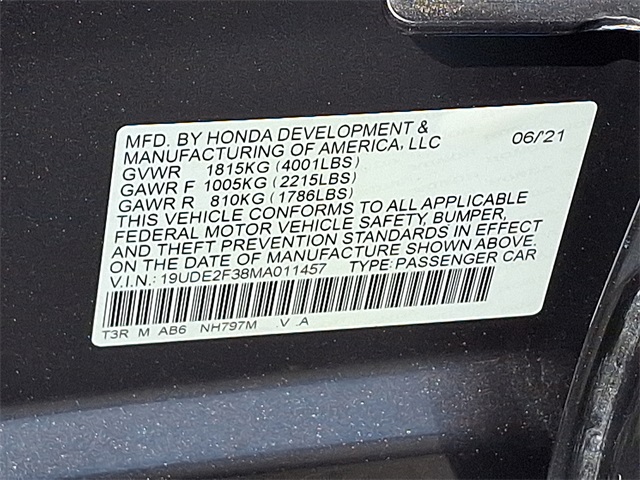 MFD. BY HONDA DEVELOPMENT & MANUFACTURING OF AMERICA, LLC 06/'21
GVWR 1815KG (4001LBS)
GAWR F 1005KG (2215LBS)
GAWR R 810KG (1786LBS)
THIS VEHICLE CONFORMS TO ALL APPLICABLE
FEDERAL MOTOR VEHICLE SAFETY, BUMPER,
AND THEFT PREVENTION STANDARDS IN EFFECT
ON THE DATE OF MANUFACTURE SHOWN ABOVE.
V.I.N.: 19UDE2F38MA011457 TYPE:PASSENGER CAR
T3R M AB6 NH797M .V .A